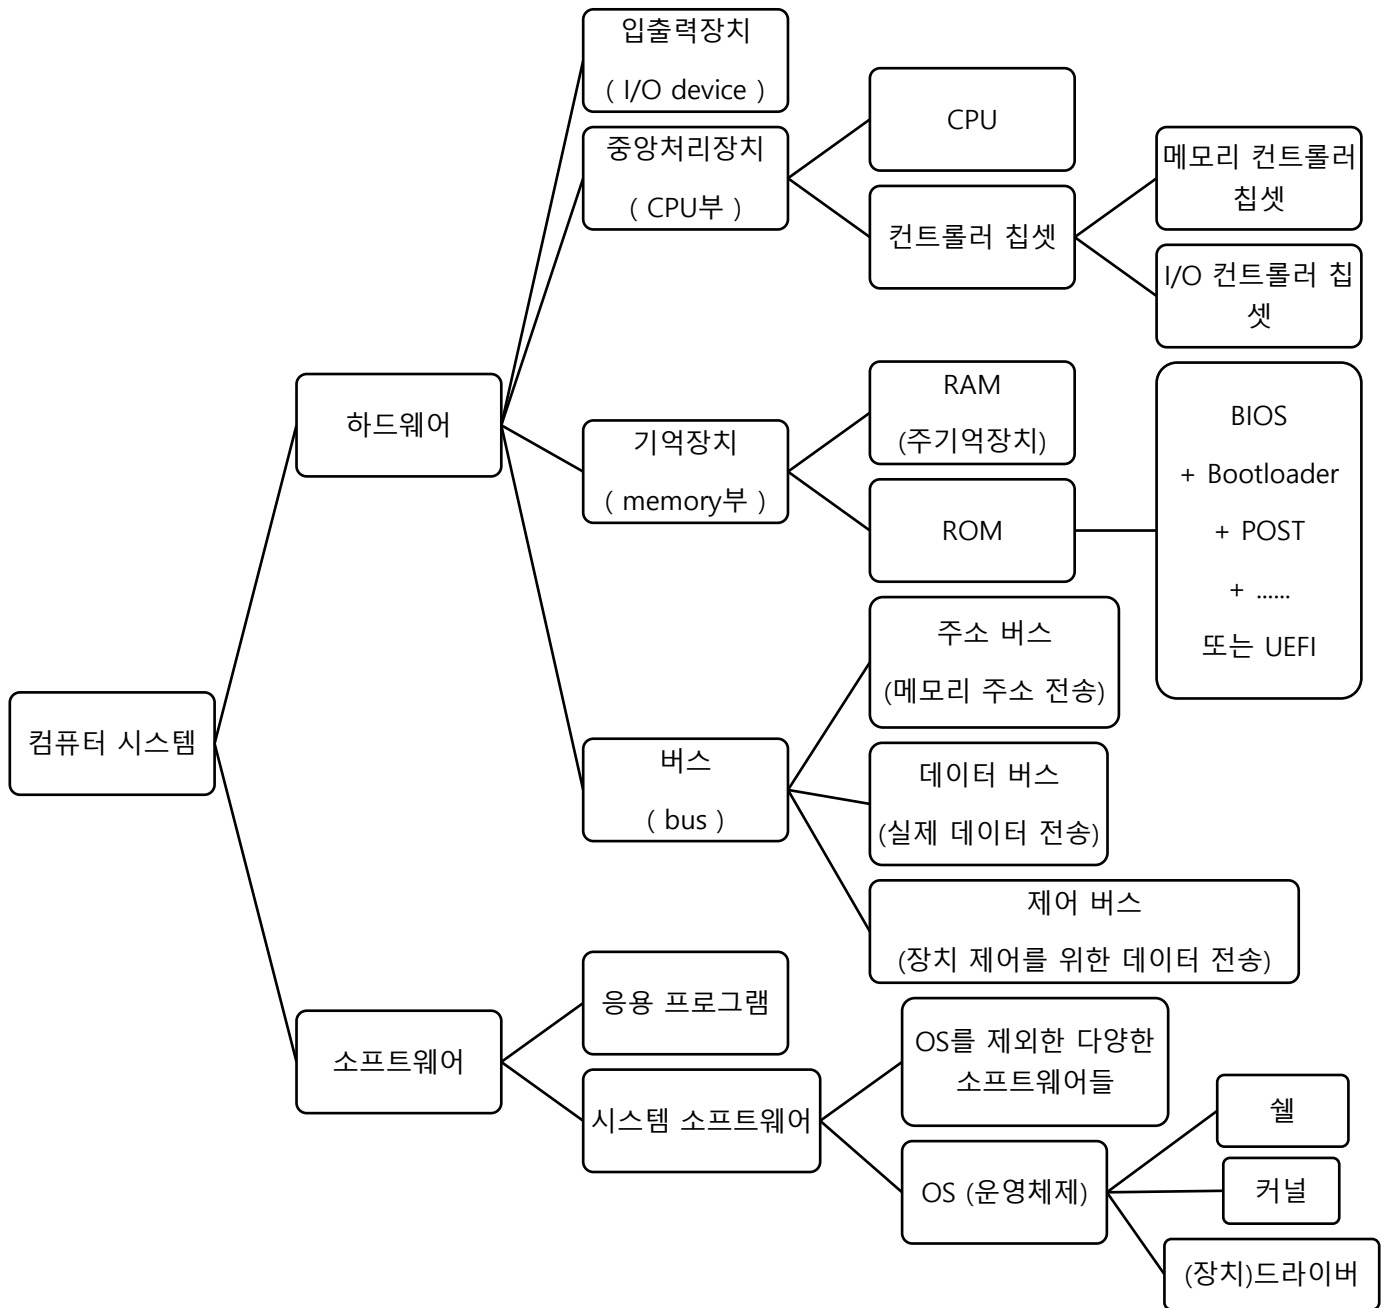 입출력장치
( I/O device )
중앙처리장치
( CPU부 )
CPU
컨트롤러 칩셋
메모리 컨트롤러
칩셋
I/O 컨트롤러 칩
셋
하드웨어
기억장치
( memory부 )
RAM
(주기억장치)
ROM
BIOS
+ Bootloader
+ POST
+ ......
또는 UEFI
컴퓨터 시스템
버스
( bus )
주소 버스
(메모리 주소 전송)
데이터 버스
(실제 데이터 전송)
제어 버스
(장치 제어를 위한 데이터 전송)
소프트웨어
응용 프로그램
시스템 소프트웨어
OS를 제외한 다양한
소프트웨어들
OS (운영체제)
쉘
커널
(장치)드라이버